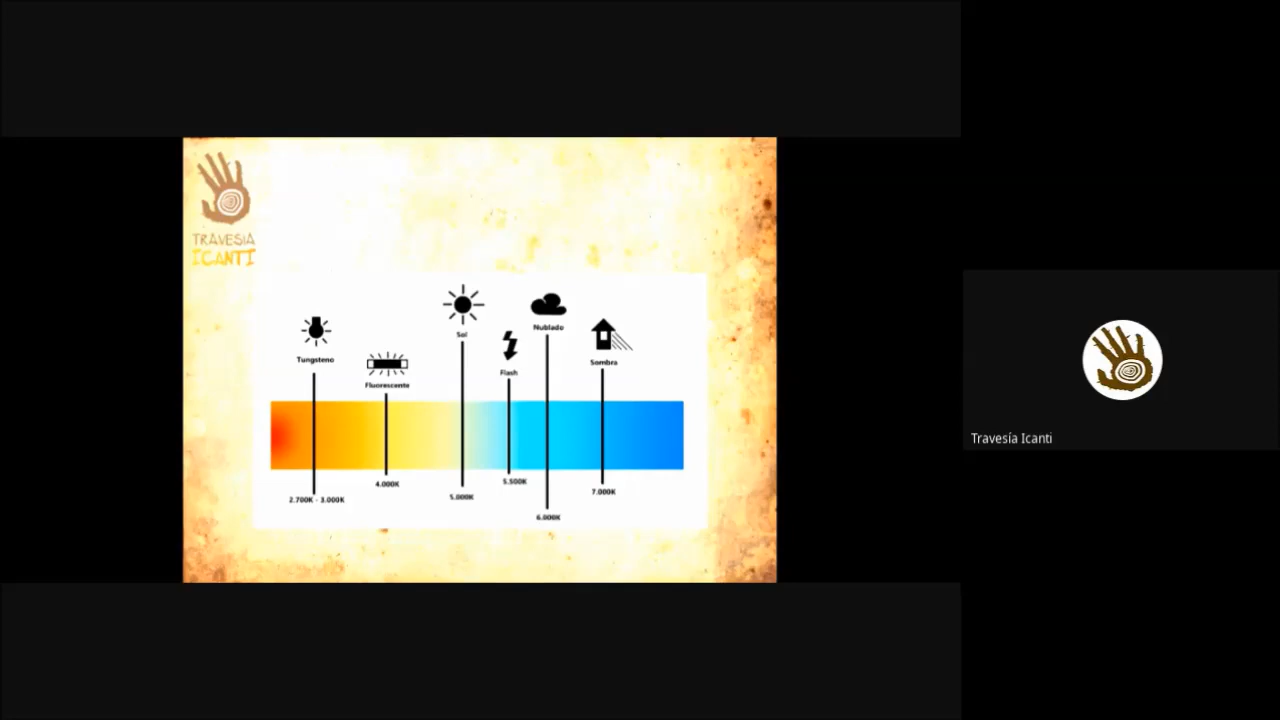 TRAVESIA
ICANTI
Tungsteno
Fluorescente
Sol
Flash
Nublado
Sombra
2.700K - 3.000K
4.000K
5.000K
5.500K
6.000K
7.000K
Travesía Icanti